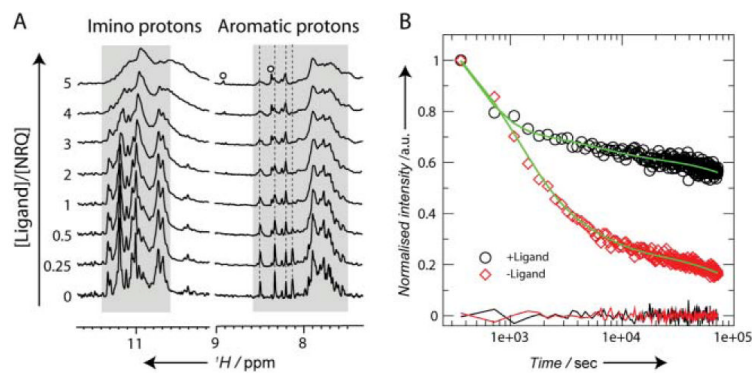 A
Imino protons
Aromatic protons
[Ligand]/[NRQ]
5
4
3
2
1
0.5
0.25
0
11
9
8
¹H / ppm
B
Normalised intensity /a.u.
1
0.8
0.6
0.4
0.2
0
+Ligand
-Ligand
1e+03
1e+04
1e+05
Time / sec